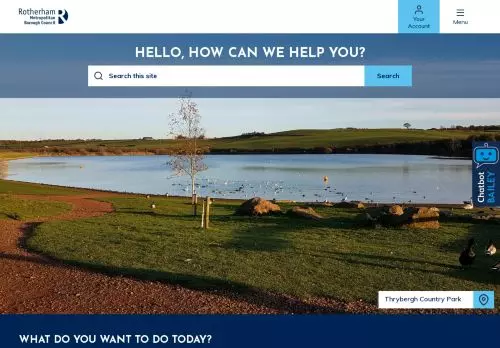 Rotherham
Metropolitan
Borough Council
Your
Account
Menu
HELLO, HOW CAN WE HELP YOU?
Search this site
Search
Chatbot
BAILEY
Thrybergh Country Park
WHAT DO YOU WANT TO DO TODAY?